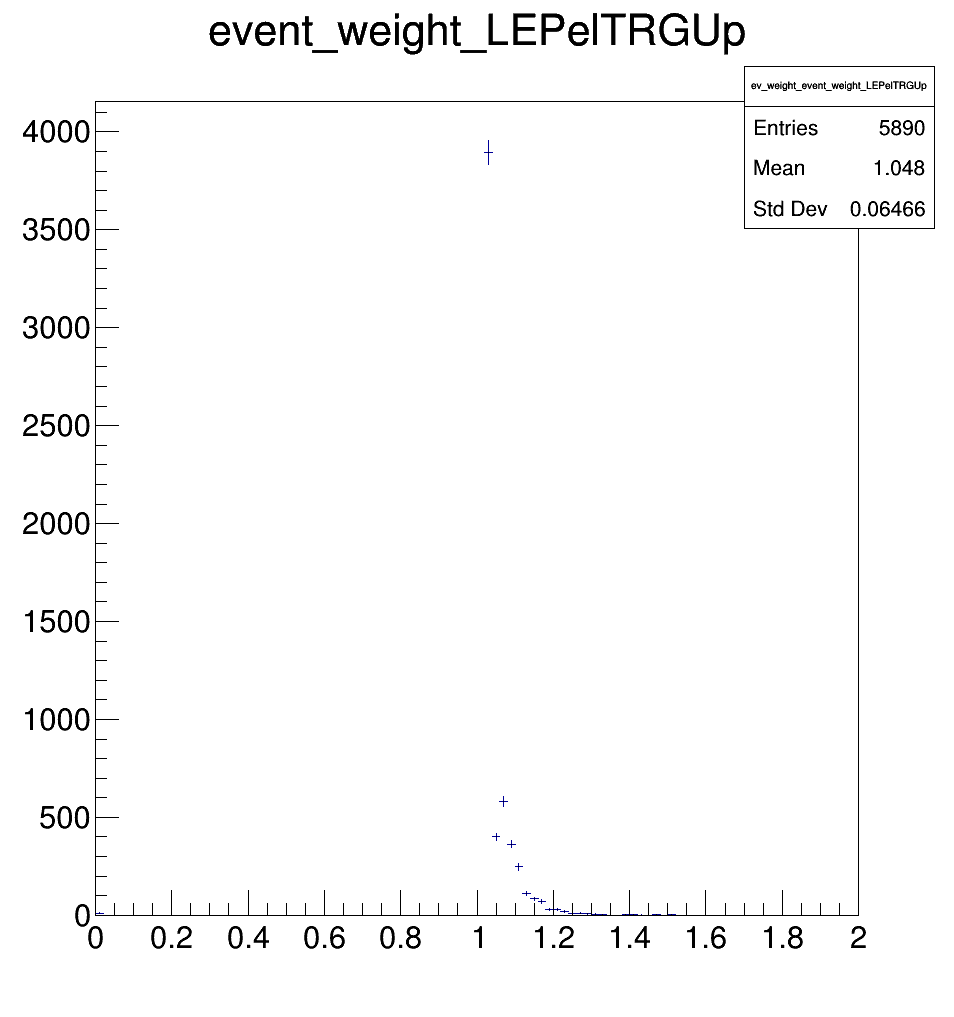 event_weight_LEPelTRGUp
ev_weight_event_weight_LEPelTRGUp
Entries 5890
Mean 1.048
Std Dev 0.06466
4000
3500
3000
2500
2000
1500
1000
500
0
0 0.2 0.4 0.6 0.8 1 1.2 1.4 1.6 1.8 2